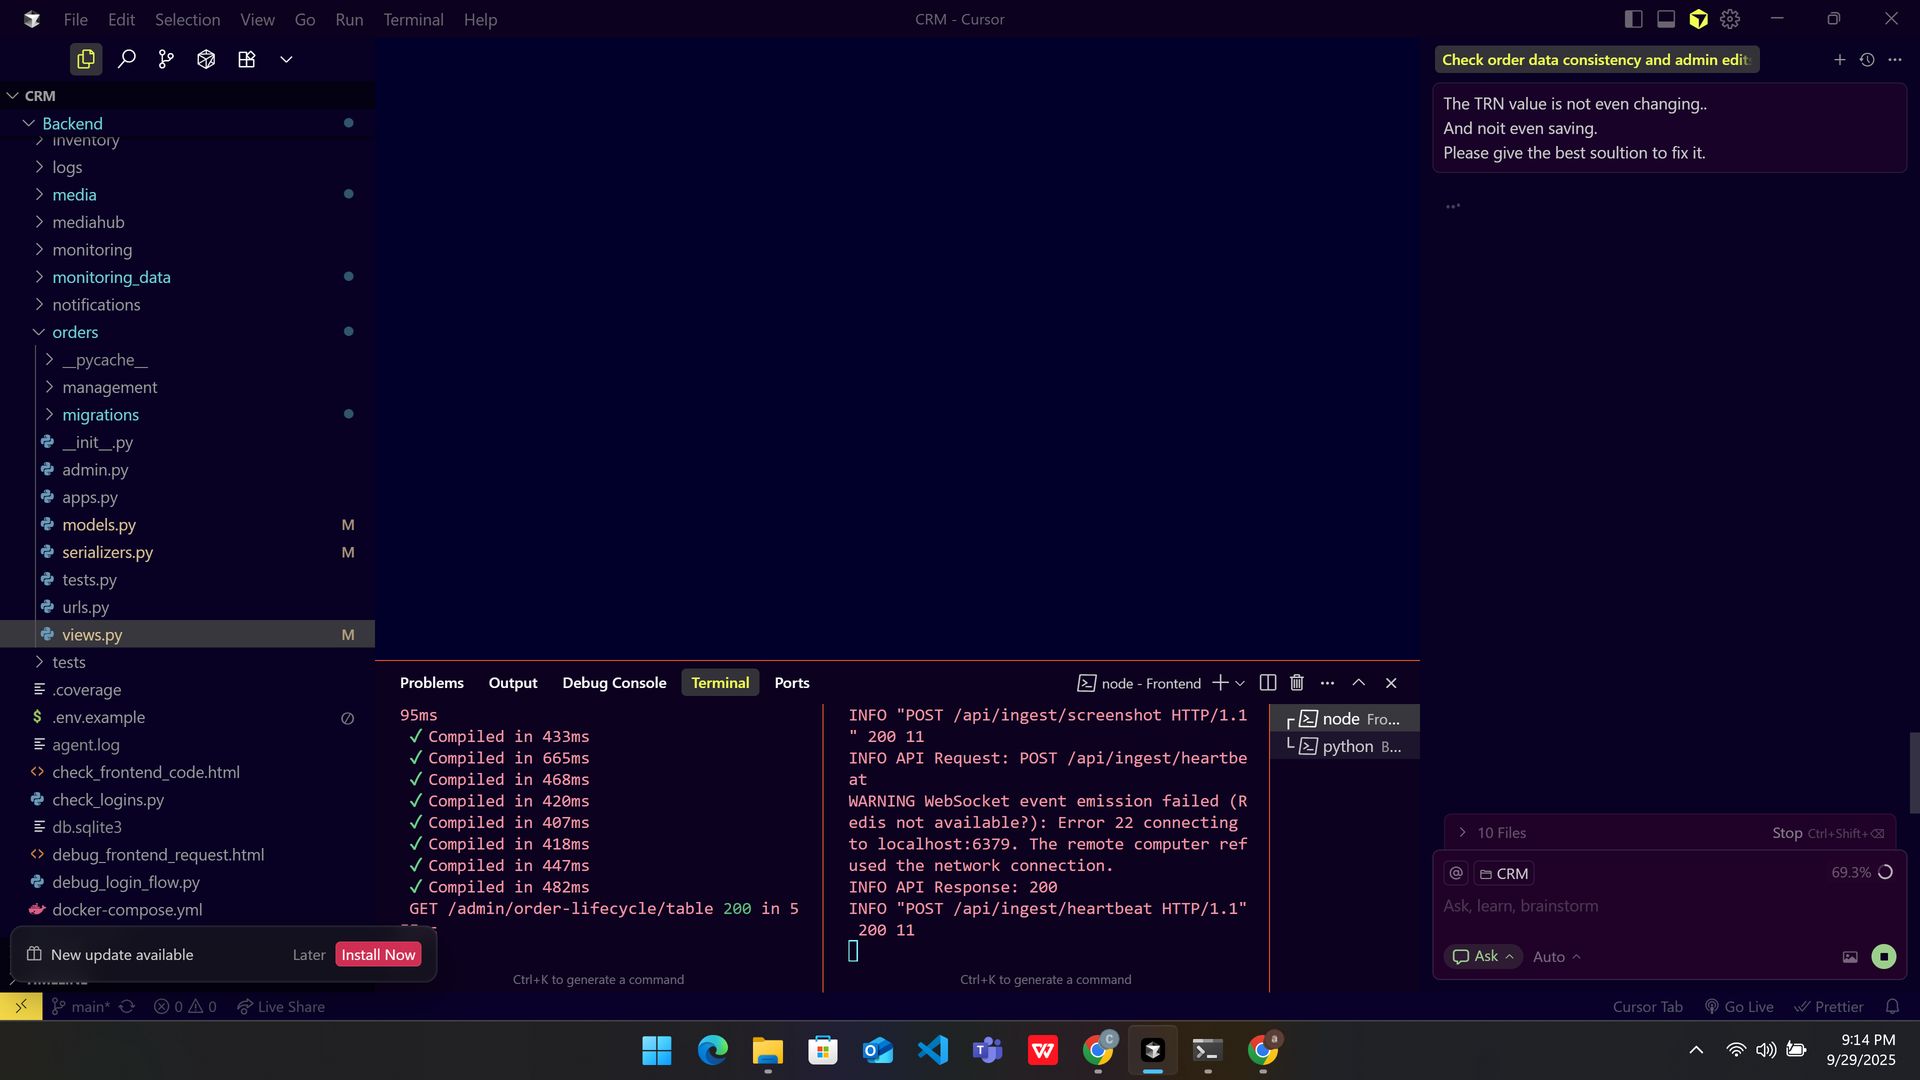 File Edit Selection View Go Run Terminal Help
CRM - Cursor
CRM
Backend
inventory
logs
media
mediahub
monitoring
monitoring_data
notifications
orders
__pycache__
management
migrations
__init__.py
admin.py
apps.py
models.py M
serializers.py M
tests.py
urls.py
views.py M
tests
.coverage
.env.example
agent.log
check_frontend_code.html
check_logins.py
db.sqlite3
debug_frontend_request.html
debug_login_flow.py
docker-compose.yml
New update available Later Install Now
Problems Output Debug Console Terminal Ports
node - Frontend
95ms
✓ Compiled in 433ms
✓ Compiled in 665ms
✓ Compiled in 468ms
✓ Compiled in 420ms
✓ Compiled in 407ms
✓ Compiled in 418ms
✓ Compiled in 447ms
✓ Compiled in 482ms
GET /admin/order-lifecycle/table 200 in 5
Ctrl+K to generate a command
INFO "POST /api/ingest/screenshot HTTP/1.1
" 200 11
INFO API Request: POST /api/ingest/heartbe
at
WARNING WebSocket event emission failed (R
edis not available?): Error 22 connecting
to localhost:6379. The remote computer ref
used the network connection.
INFO API Response: 200
INFO "POST /api/ingest/heartbeat HTTP/1.1"
200 11
Ctrl+K to generate a command
node Fro...
python B...
Check order data consistency and admin edit
The TRN value is not even changing..
And noit even saving.
Please give the best soultion to fix it.
10 Files Stop Ctrl+Shift+⌫
@ CRM 69.3%
Ask, learn, brainstorm
Ask Auto
main* 0 0 Live Share
Cursor Tab Go Live Prettier
9:14 PM
9/29/2025